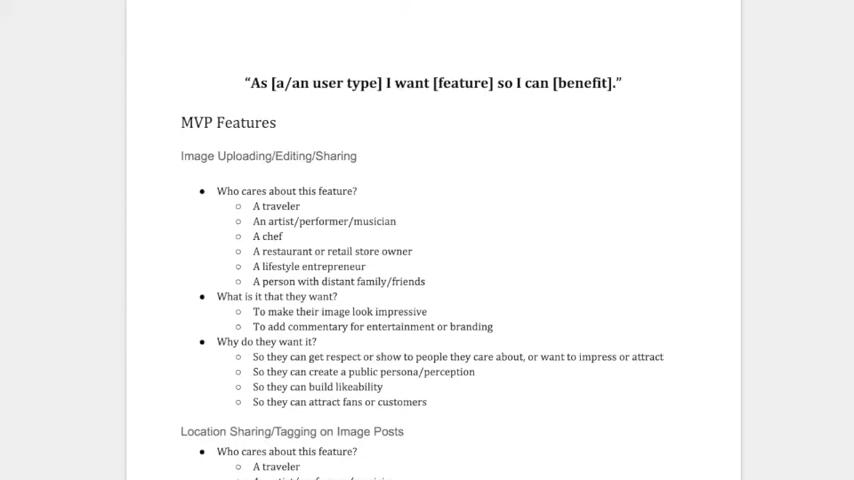 “As [a/an user type] I want [feature] so I can [benefit].”
MVP Features
Image Uploading/Editing/Sharing
● Who cares about this feature?
○ A traveler
○ An artist/performer/musician
○ A chef
○ A restaurant or retail store owner
○ A lifestyle entrepreneur
○ A person with distant family/friends
● What is it that they want?
○ To make their image look impressive
○ To add commentary for entertainment or branding
● Why do they want it?
○ So they can get respect or show to people they care about, or want to impress or attract
○ So they can create a public persona/perception
○ So they can build likeability
○ So they can attract fans or customers
Location Sharing/Tagging on Image Posts
● Who cares about this feature?
○ A traveler